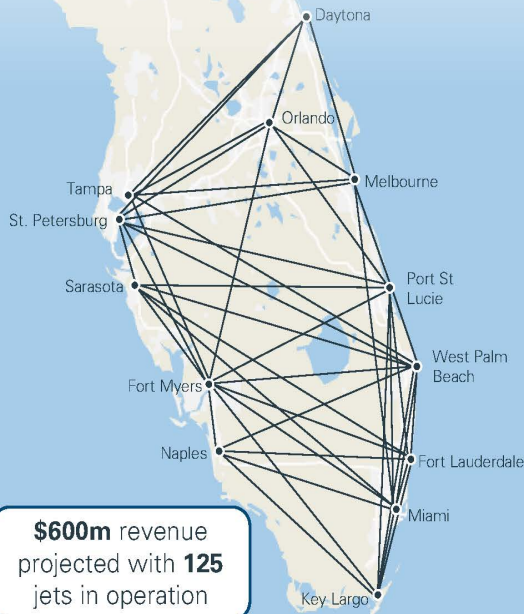 Daytona
Orlando
Tampa
Melbourne
St. Petersburg
Sarasota
Port St
Lucie
West Palm
Beach
Fort Myers
Naples
Fort Lauderdale
Miami
$600m revenue
projected with 125
jets in operation
Key Largo